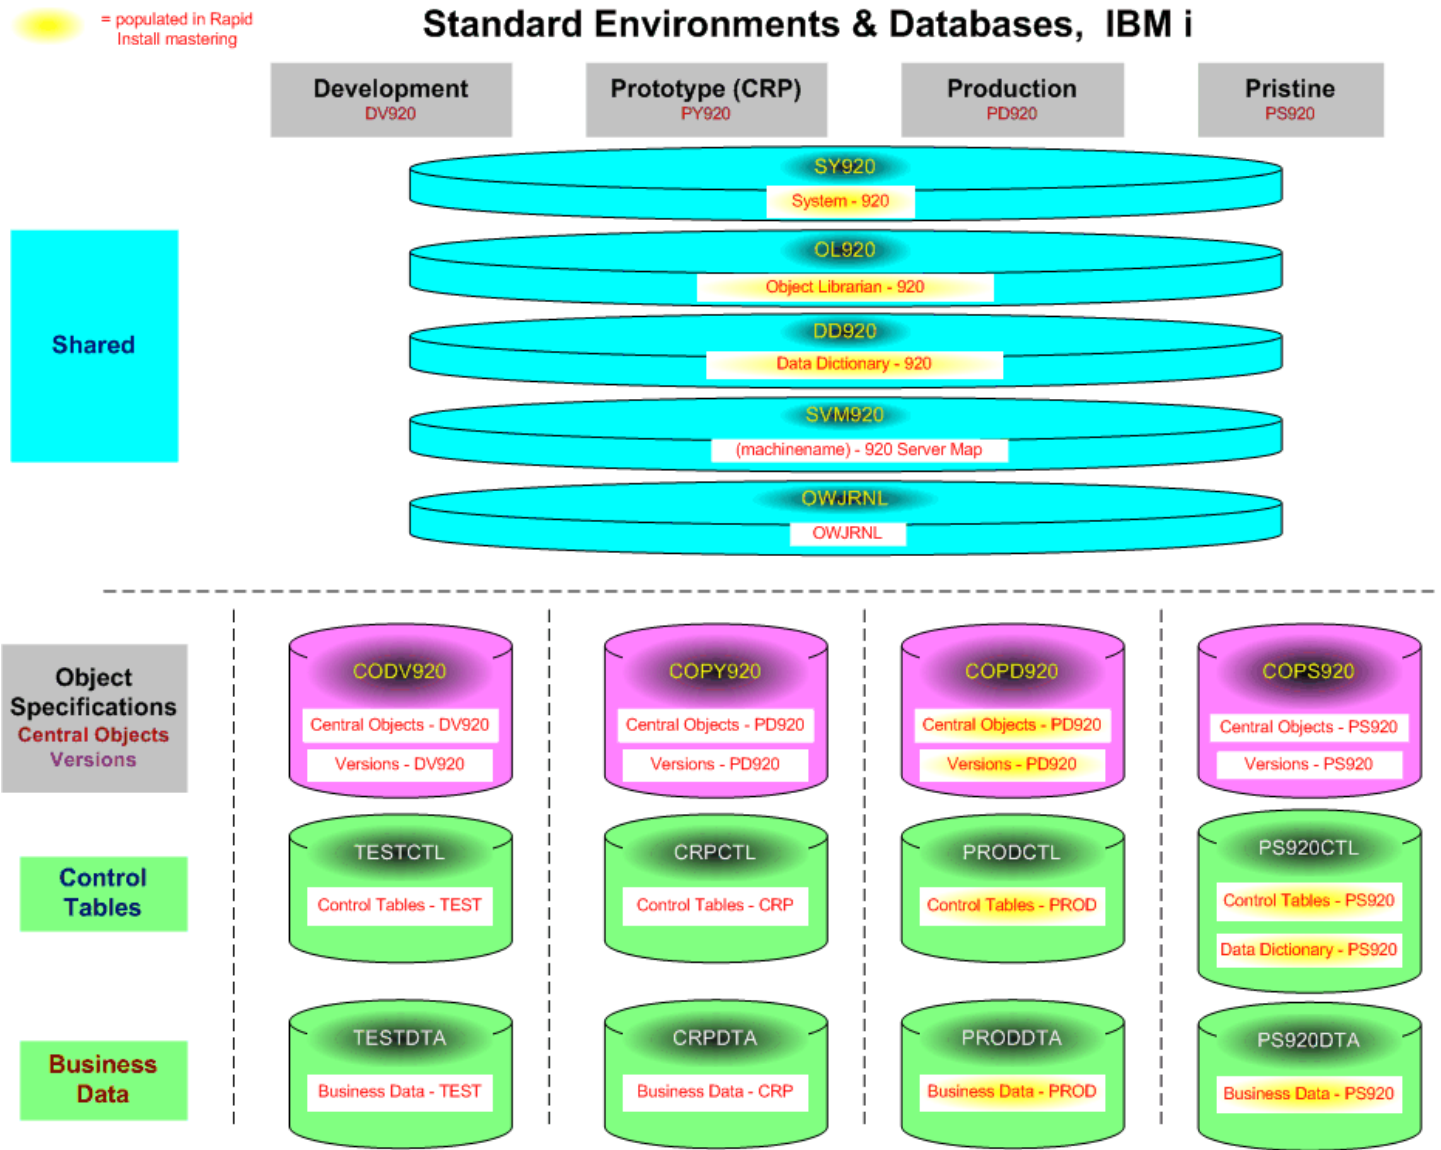 = populated in Rapid
Install mastering
Standard Environments & Databases, IBM i
Development
DV920
Prototype (CRP)
PY920
Production
PD920
Pristine
PS920
Shared
SY920
System - 920
OL920
Object Librarian - 920
DD920
Data Dictionary - 920
SVM920
(machinename) - 920 Server Map
OWJRNL
OWJRNL
Object
Specifications
Central Objects
Versions
CODV920
Central Objects - DV920
Versions - DV920
COPY920
Central Objects - PD920
Versions - PD920
COPD920
Central Objects - PD920
Versions - PD920
COPS920
Central Objects - PS920
Versions - PS920
Control
Tables
TESTCTL
Control Tables - TEST
CRPCTL
Control Tables - CRP
PRODCTL
Control Tables - PROD
PS920CTL
Control Tables - PS920
Data Dictionary - PS920
Business
Data
TESTDTA
Business Data - TEST
CRPDTA
Business Data - CRP
PRODDTA
Business Data - PROD
PS920DTA
Business Data - PS920